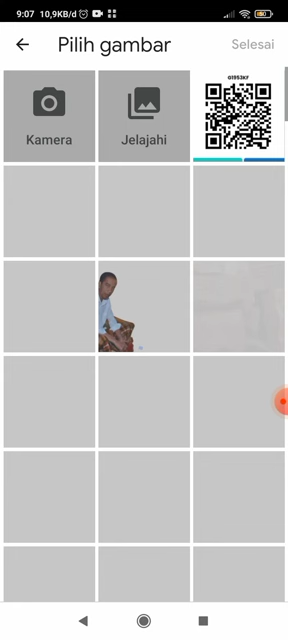 9:07 10,9KB/d
Pilih gambar
Selesai
Kamera
Jelajahi